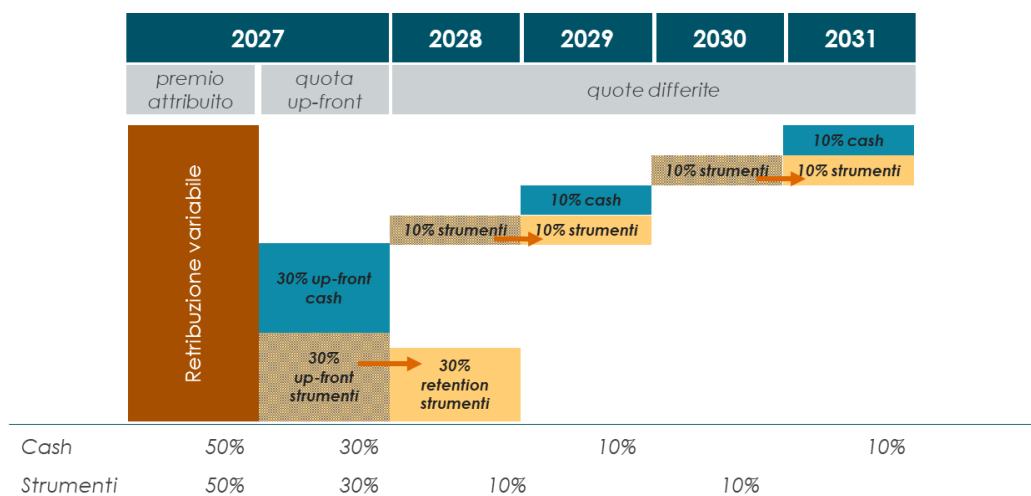 2027 2028 2029 2030 2031
premio attribuito
quota up-front
quote differite
Retribuzione variabile
10% cash
10% strumenti 10% strumenti
10% cash
10% strumenti 10% strumenti
30% up-front
cash
30%
up-front
strumenti
30%
retention
strumenti
Cash 50% 30% 10% 10%
Strumenti 50% 30% 10% 10%